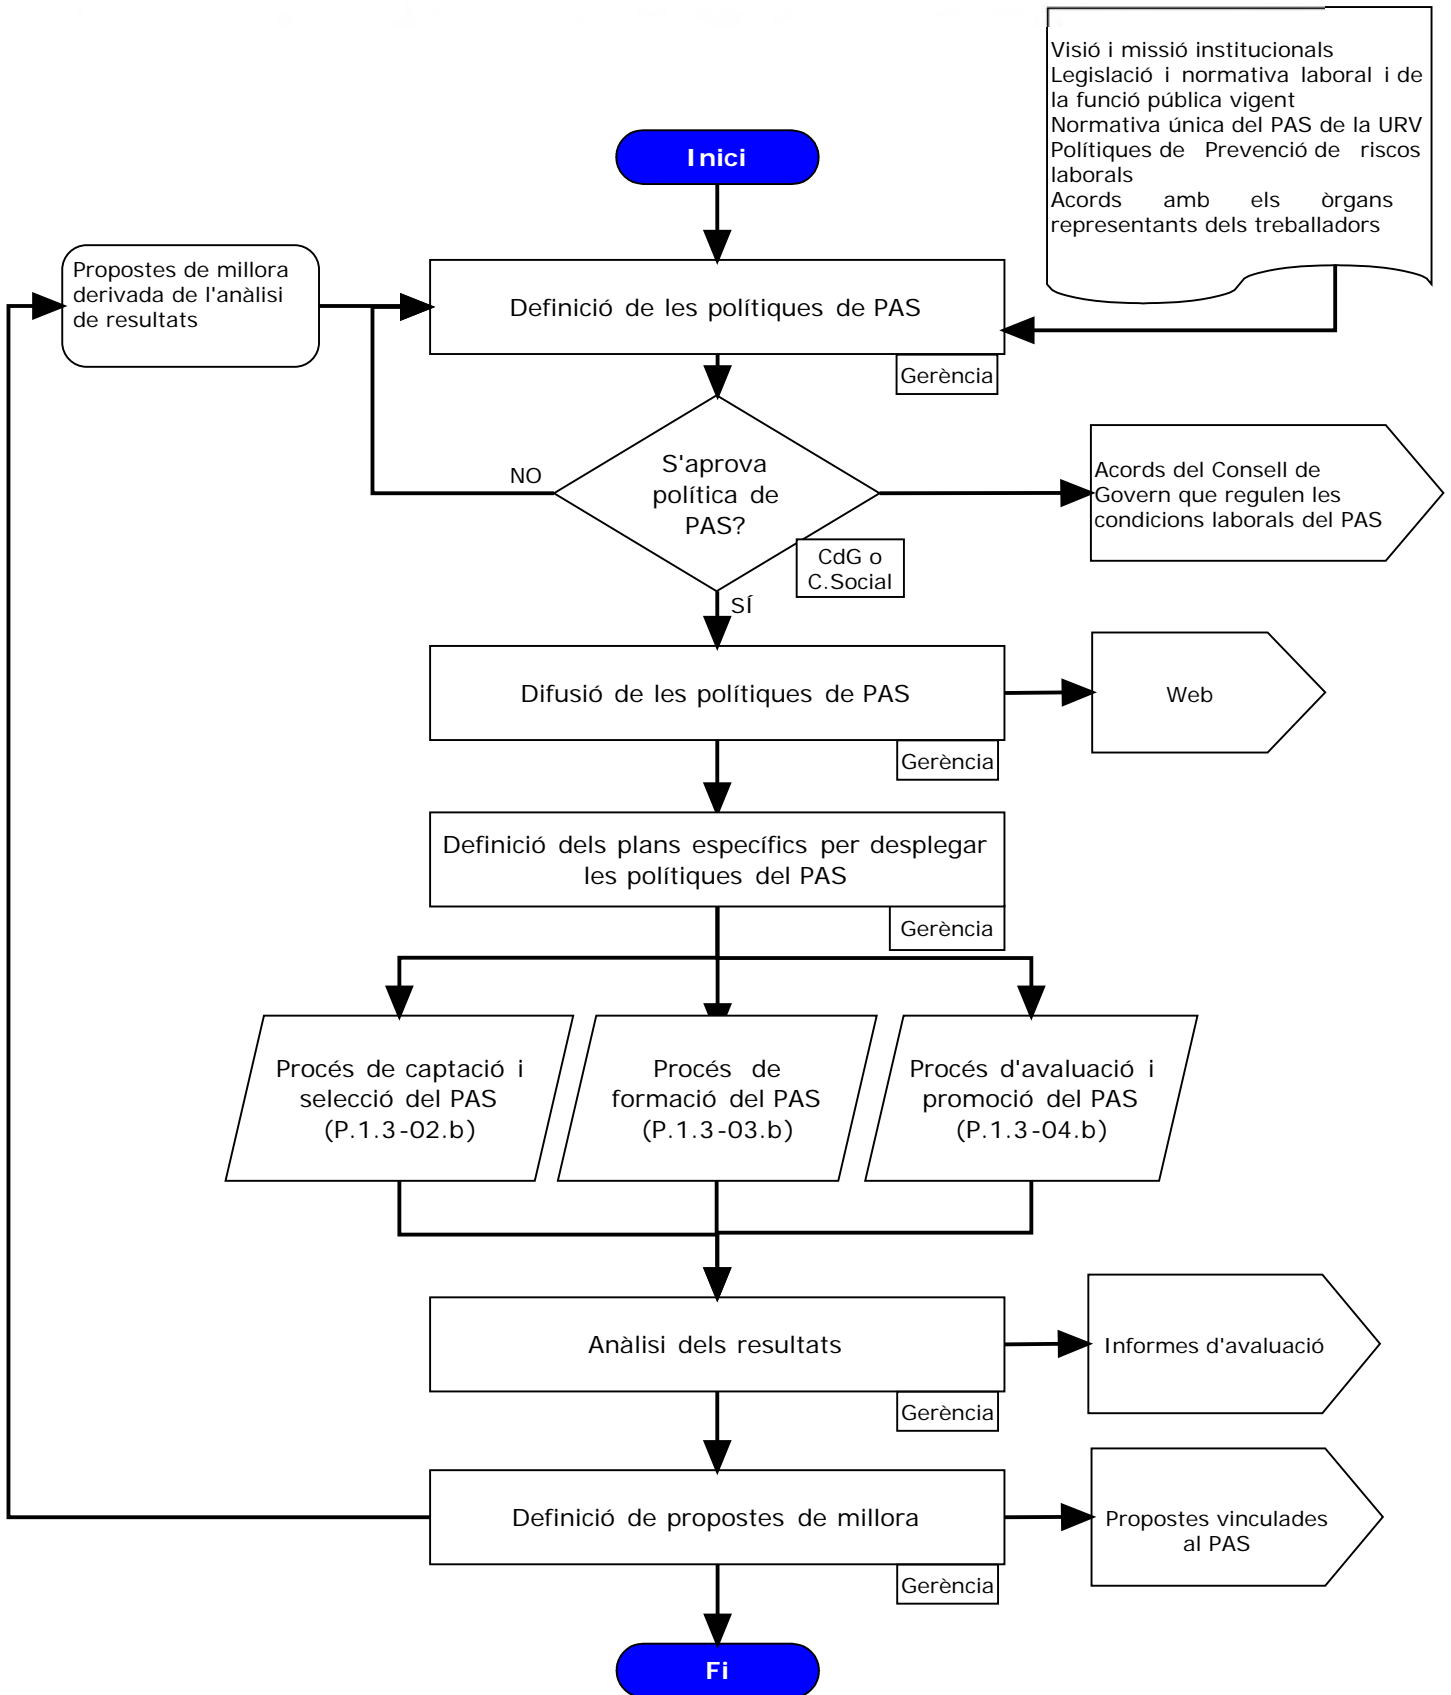 Visió i missió institucionals
Legislació i normativa laboral i de
la funció pública vigent
Normativa única del PAS de la URV
Polítiques de Prevenció de riscos
laborals
Acords amb els òrgans
representants dels treballadors
Inici
Propostes de millora
derivada de l'anàlisi
de resultats
Definició de les polítiques de PAS
Gerència
S'aprova
política de
PAS?
NO
CdG o
C.Social
SÍ
Acords del Consell de
Govern que regulen les
condicions laborals del PAS
Difusió de les polítiques de PAS
Gerència
Web
Definició dels plans específics per desplegar
les polítiques del PAS
Gerència
Procés de captació i
selecció del PAS
(P.1.3-02.b)
Procés de
formació del PAS
(P.1.3-03.b)
Procés d'avaluació i
promoció del PAS
(P.1.3-04.b)
Anàlisi dels resultats
Gerència
Informes d'avaluació
Definició de propostes de millora
Gerència
Propostes vinculades
al PAS
Fi